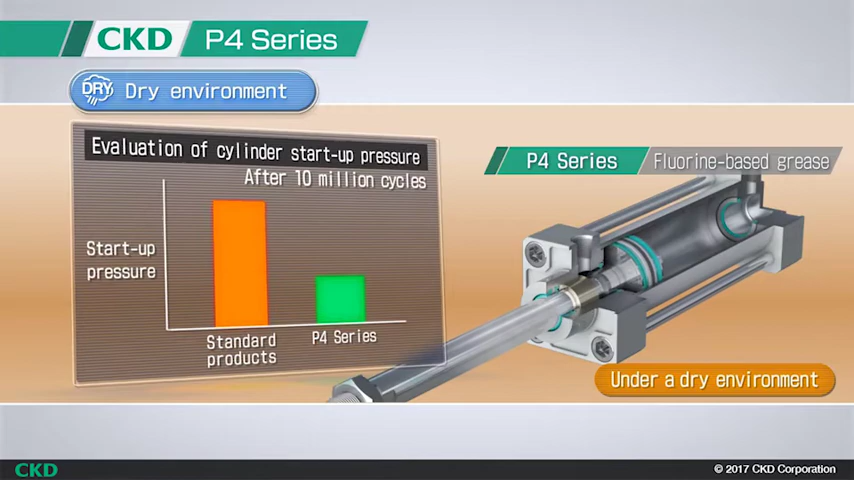 CKD P4 Series
DRY Dry environment
Evaluation of cylinder start-up pressure
After 10 million cycles
Start-up
pressure
Standard
products
P4 Series
P4 Series Fluorine-based grease
Under a dry environment
CKD
© 2017 CKD Corporation